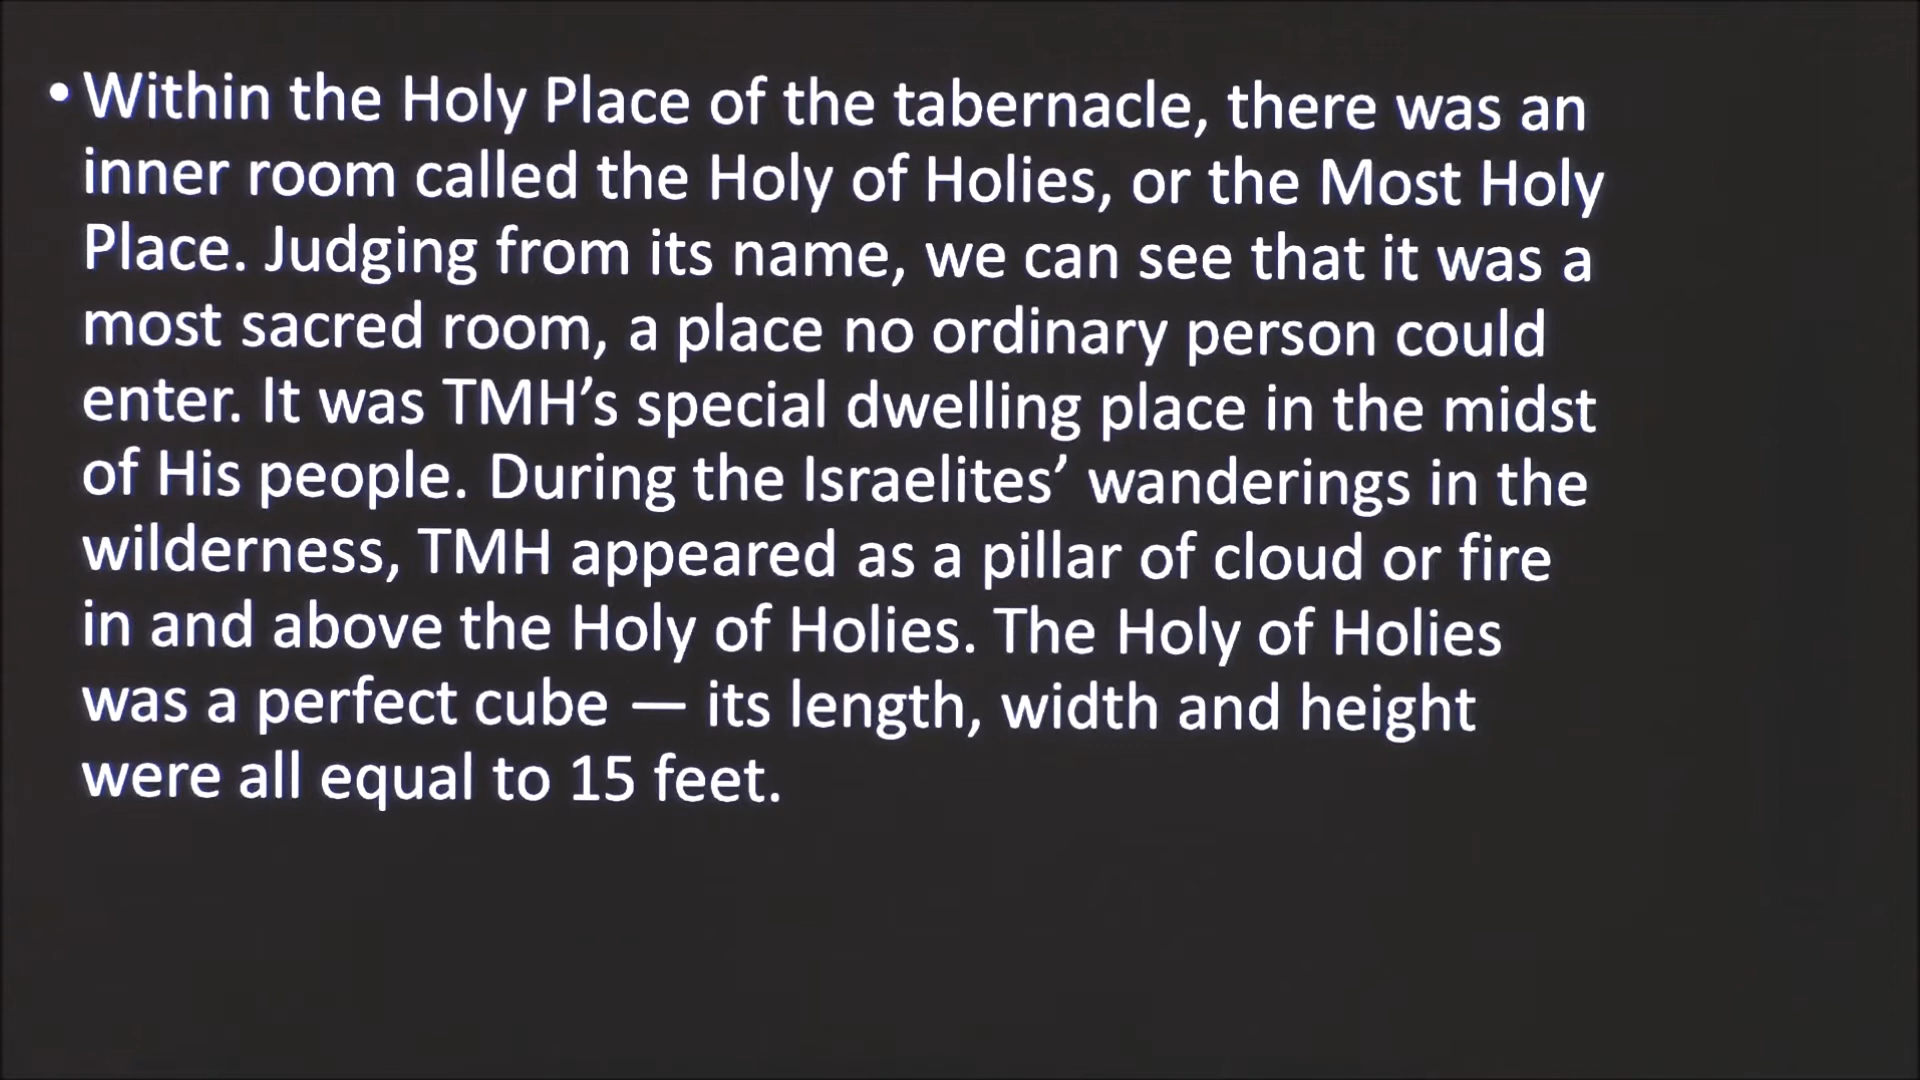 • Within the Holy Place of the tabernacle, there was an
inner room called the Holy of Holies, or the Most Holy
Place. Judging from its name, we can see that it was a
most sacred room, a place no ordinary person could
enter. It was TMH’s special dwelling place in the midst
of His people. During the Israelites’ wanderings in the
wilderness, TMH appeared as a pillar of cloud or fire
in and above the Holy of Holies. The Holy of Holies
was a perfect cube — its length, width and height
were all equal to 15 feet.